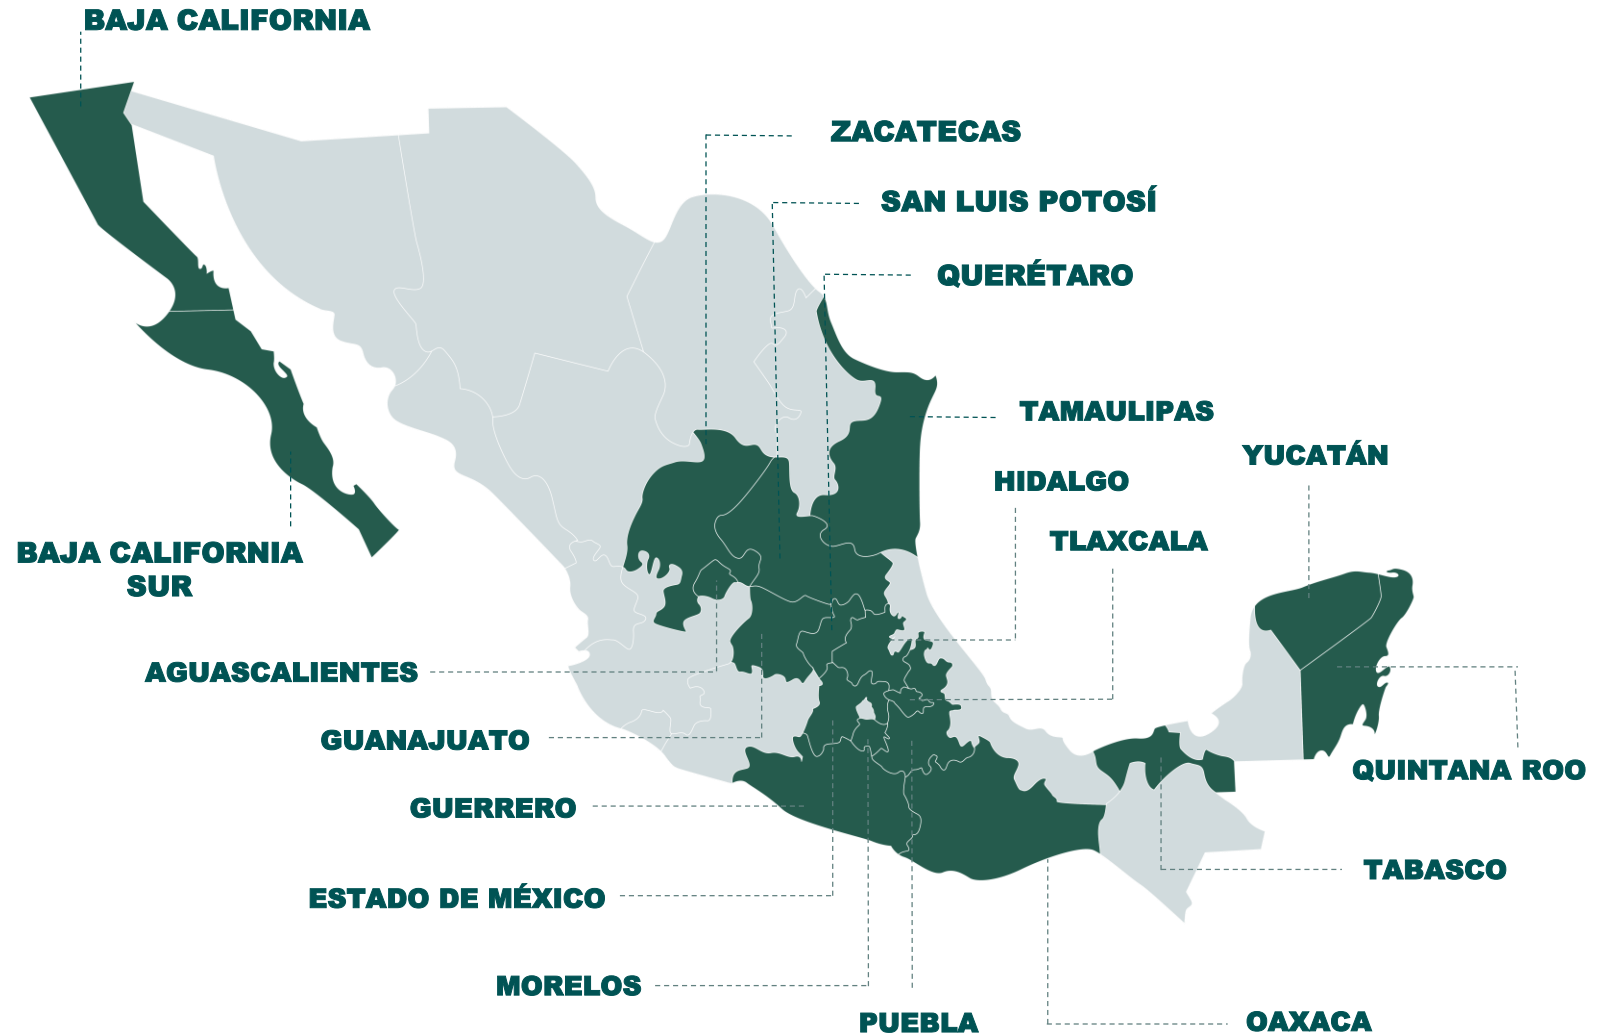 BAJA CALIFORNIA
ZACATECAS
SAN LUIS POTOSÍ
QUERÉTARO
TAMAULIPAS
YUCATÁN
HIDALGO
TLAXCALA
BAJA CALIFORNIA
SUR
AGUASCALIENTES
GUANAJUATO
QUINTANA ROO
GUERRERO
TABASCO
ESTADO DE MÉXICO
MORELOS
PUEBLA
OAXACA